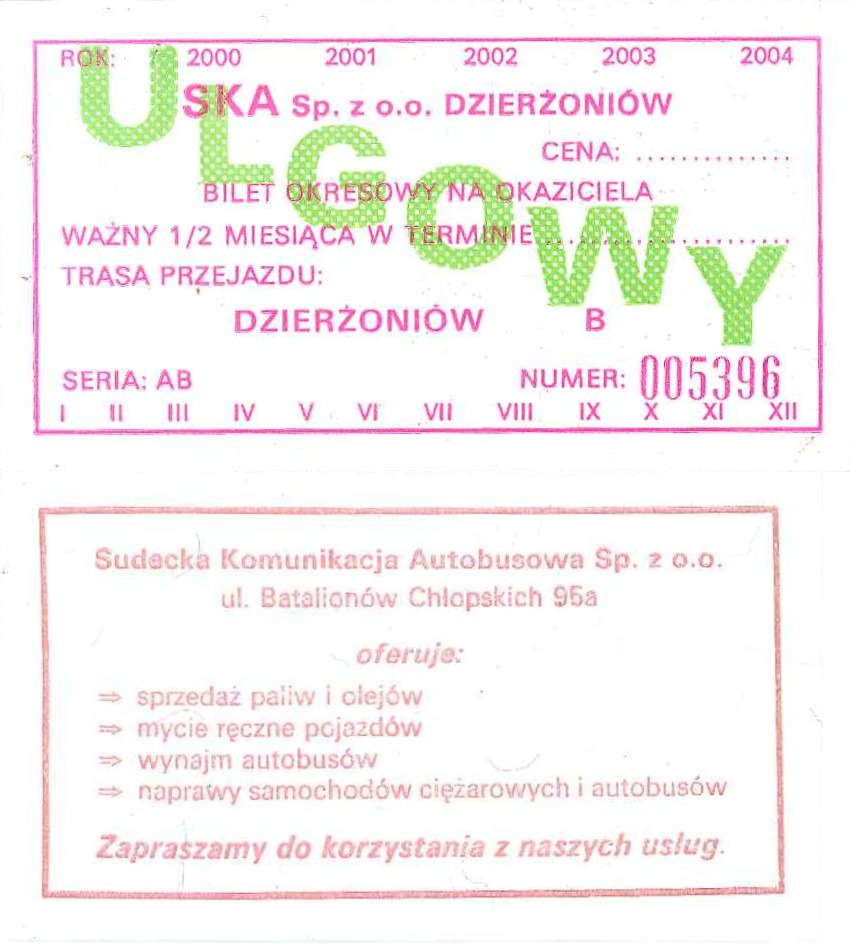 ROK: 2000 2001 2002 2003 2004
SKA Sp. z o.o. DZIERŻONIÓW
CENA: ..............
BILET OKRESOWY NA OKAZICIELA
WAŻNY 1/2 MIESIĄCA W TERMINIE ......................
TRASA PRZEJAZDU:
DZIERŻONIÓW B
SERIA: AB NUMER: 005396
I II III IV V VI VII VIII IX X XI XII
ULGOWY
Sudecka Komunikacja Autobusowa Sp. z o.o.
ul. Batalionów Chłopskich 95a
oferuje:
⇒ sprzedaż paliw i olejów
⇒ mycie ręczne pojazdów
⇒ wynajm autobusów
⇒ naprawy samochodów ciężarowych i autobusów
Zapraszamy do korzystania z naszych usług.